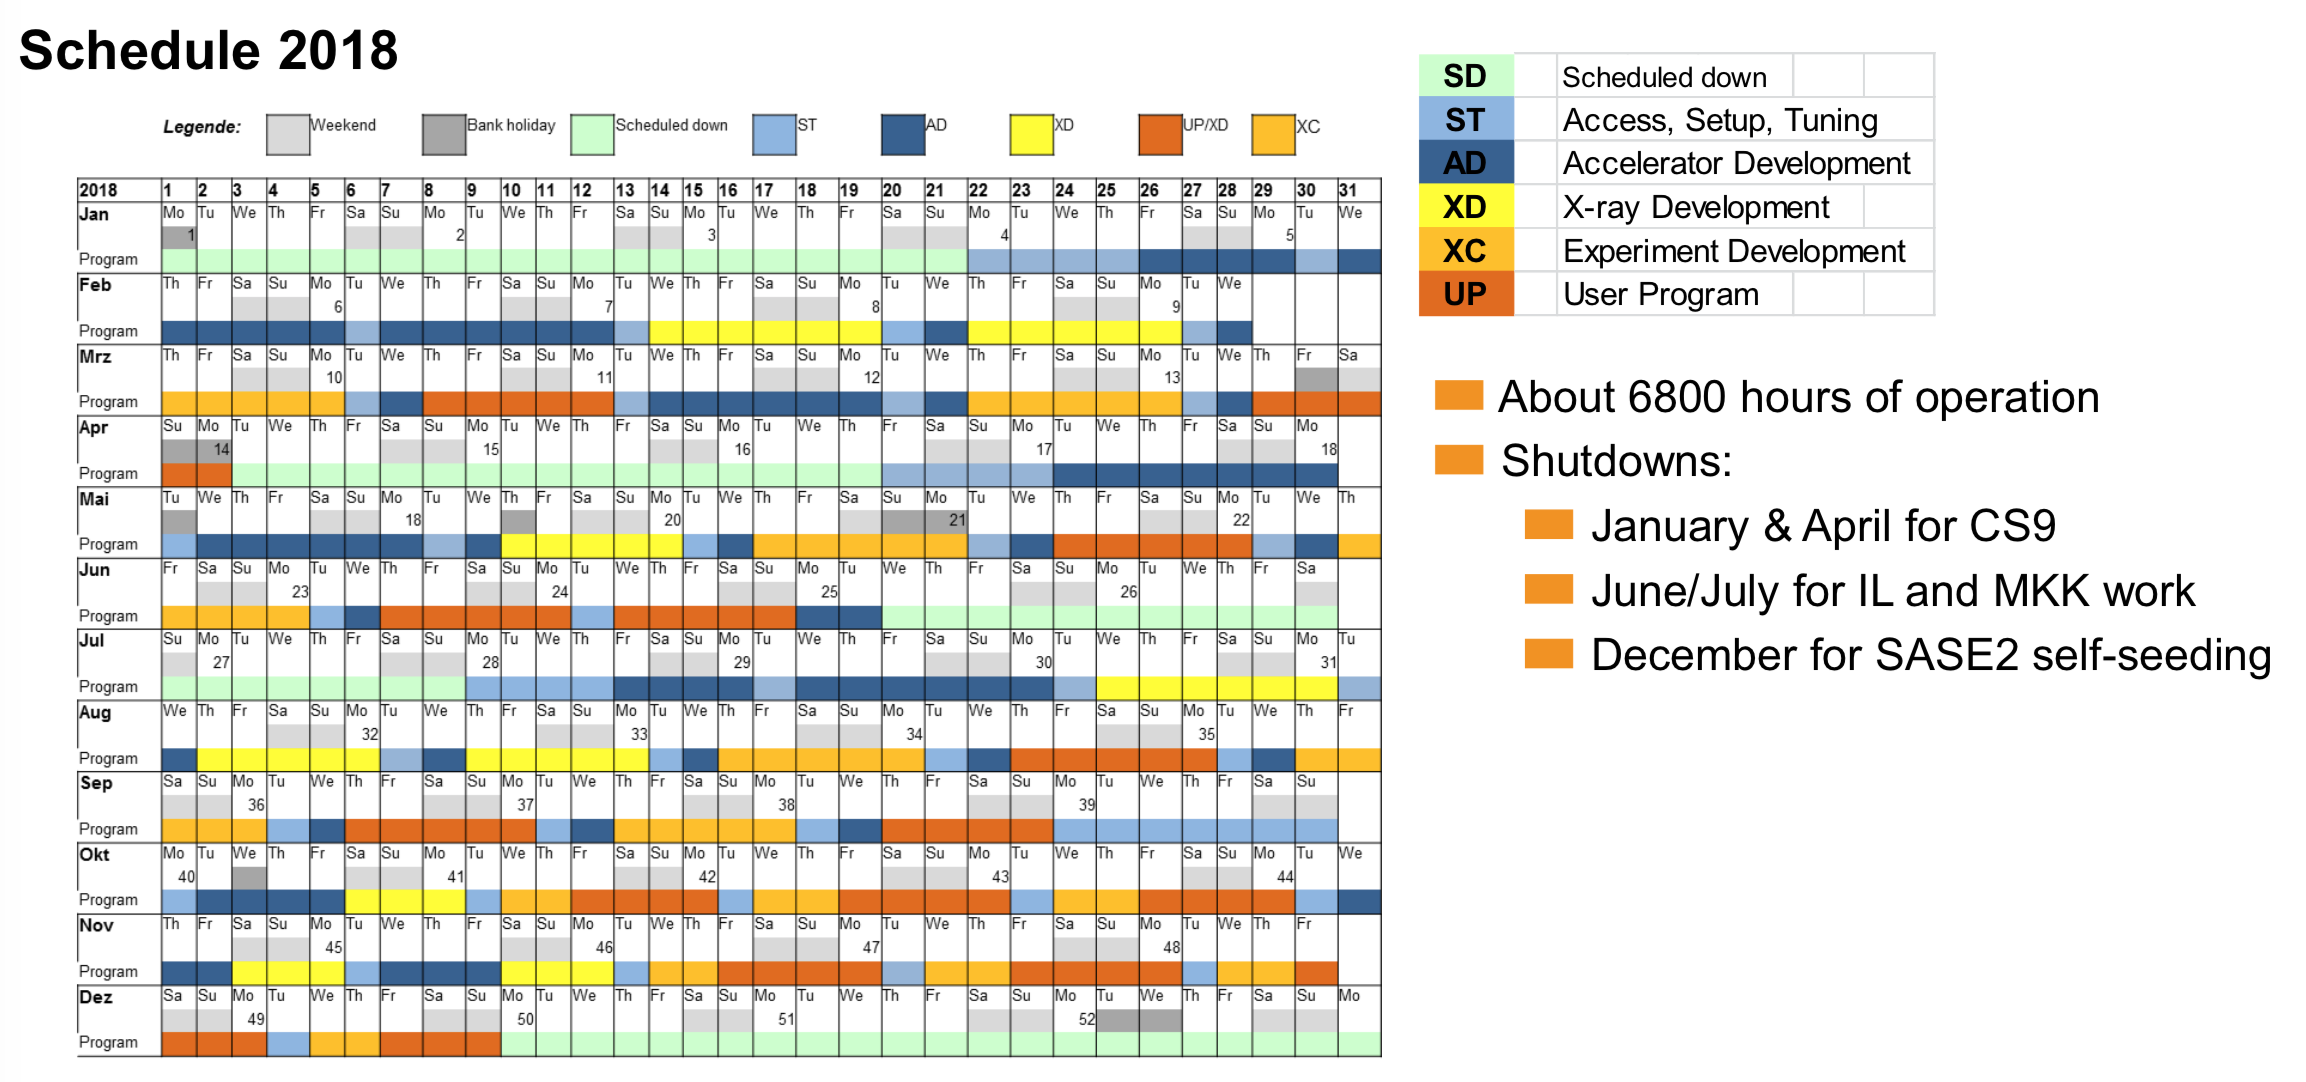 Schedule 2018
Legende: Weekend Bank holiday Scheduled down ST AD XD UP/XD XC
2018 1 2 3 4 5 6 7 8 9 10 11 12 13 14 15 16 17 18 19 20 21 22 23 24 25 26 27 28 29 30 31
Jan Mo Tu We Th Fr Sa Su Mo Tu We Th Fr Sa Su Mo Tu We Th Fr Sa Su Mo Tu We Th Fr Sa Su Mo Tu We
1 2 3 4 5
Program
Feb Th Fr Sa Su Mo Tu We Th Fr Sa Su Mo Tu We Th Fr Sa Su Mo Tu We Th Fr Sa Su Mo Tu We
6 7 8 9
Program
Mrz Th Fr Sa Su Mo Tu We Th Fr Sa Su Mo Tu We Th Fr Sa Su Mo Tu We Th Fr Sa Su Mo Tu We Th Fr Sa
10 11 12 13
Program
Apr Su Mo Tu We Th Fr Sa Su Mo Tu We Th Fr Sa Su Mo Tu We Th Fr Sa Su Mo Tu We Th Fr Sa Su Mo
14 15 16 17 18
Program
Mai Tu We Th Fr Sa Su Mo Tu We Th Fr Sa Su Mo Tu We Th Fr Sa Su Mo Tu We Th Fr Sa Su Mo Tu We Th
18 20 21 22
Program
Jun Fr Sa Su Mo Tu We Th Fr Sa Su Mo Tu We Th Fr Sa Su Mo Tu We Th Fr Sa Su Mo Tu We Th Fr Sa
23 24 25 26
Program
Jul Su Mo Tu We Th Fr Sa Su Mo Tu We Th Fr Sa Su Mo Tu We Th Fr Sa Su Mo Tu We Th Fr Sa Su Mo Tu
27 28 29 30 31
Program
Aug We Th Fr Sa Su Mo Tu We Th Fr Sa Su Mo Tu We Th Fr Sa Su Mo Tu We Th Fr Sa Su Mo Tu We Th Fr
32 33 34 35
Program
Sep Sa Su Mo Tu We Th Fr Sa Su Mo Tu We Th Fr Sa Su Mo Tu We Th Fr Sa Su Mo Tu We Th Fr Sa Su
36 37 38 39
Program
Okt Mo Tu We Th Fr Sa Su Mo Tu We Th Fr Sa Su Mo Tu We Th Fr Sa Su Mo Tu We Th Fr Sa Su Mo Tu We
40 41 42 43 44
Program
Nov Th Fr Sa Su Mo Tu We Th Fr Sa Su Mo Tu We Th Fr Sa Su Mo Tu We Th Fr Sa Su Mo Tu We Th Fr
45 46 47 48
Program
Dez Sa Su Mo Tu We Th Fr Sa Su Mo Tu We Th Fr Sa Su Mo Tu We Th Fr Sa Su Mo Tu We Th Fr Sa Su Mo
49 50 51 52
Program
SD Scheduled down
ST Access, Setup, Tuning
AD Accelerator Development
XD X-ray Development
XC Experiment Development
UP User Program
About 6800 hours of operation
Shutdowns:
January & April for CS9
June/July for IL and MKK work
December for SASE2 self-seeding